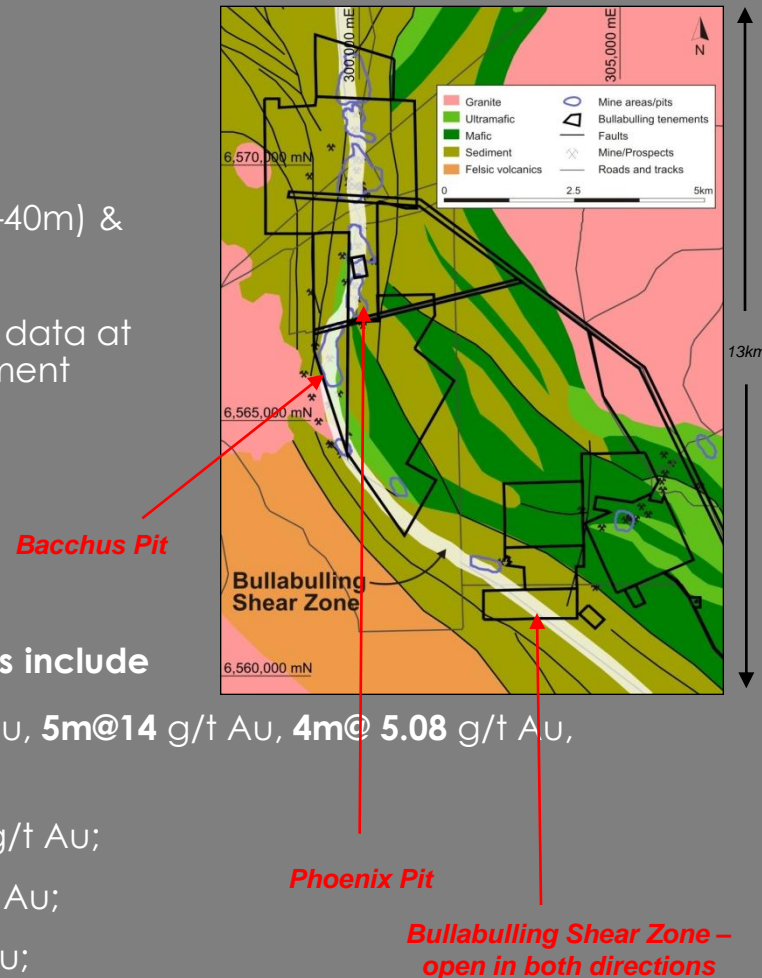 -40m) &
data at
ment
s include
u, 5m@14 g/t Au, 4m@ 5.08 g/t Au,
g/t Au;
Au;
u;
300,000 mE
305,000 mE
N
Granite
Ultramafic
Mafic
Sediment
Felsic volcanics
Mine areas/pits
Bullabulling tenements
Faults
Mine/Prospects
Roads and tracks
0 2.5 5km
6,570,000 mN
6,565,000 mN
6,560,000 mN
Bullabulling
Shear Zone
13km
Bacchus Pit
Phoenix Pit
Bullabulling Shear Zone –
open in both directions